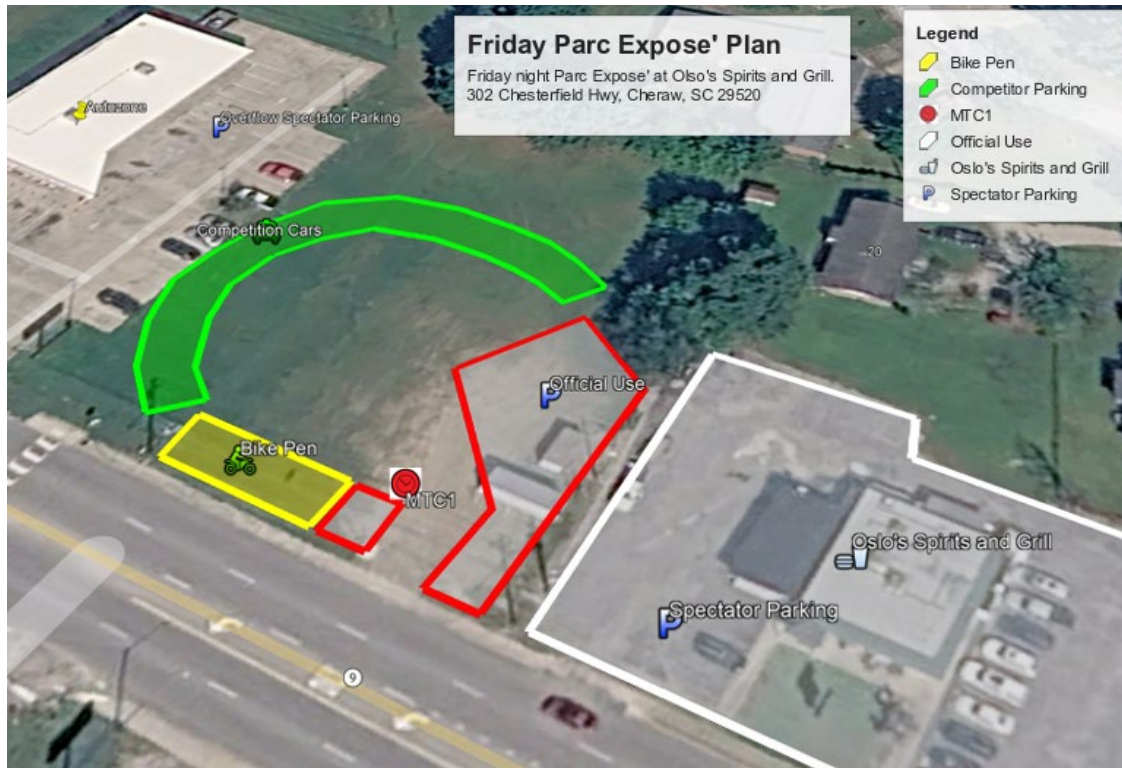 Friday Parc Expose' Plan
Friday night Parc Expose' at Olso's Spirits and Grill.
302 Chesterfield Hwy, Cheraw, SC 29520
Legend
Bike Pen
Competitor Parking
MTC1
Official Use
Oslo's Spirits and Grill
Spectator Parking
Autozone
Overflow Spectator Parking
Competition Cars
20
Official Use
Bike Pen
MTC1
Oslo's Spirits and Grill
Spectator Parking
9